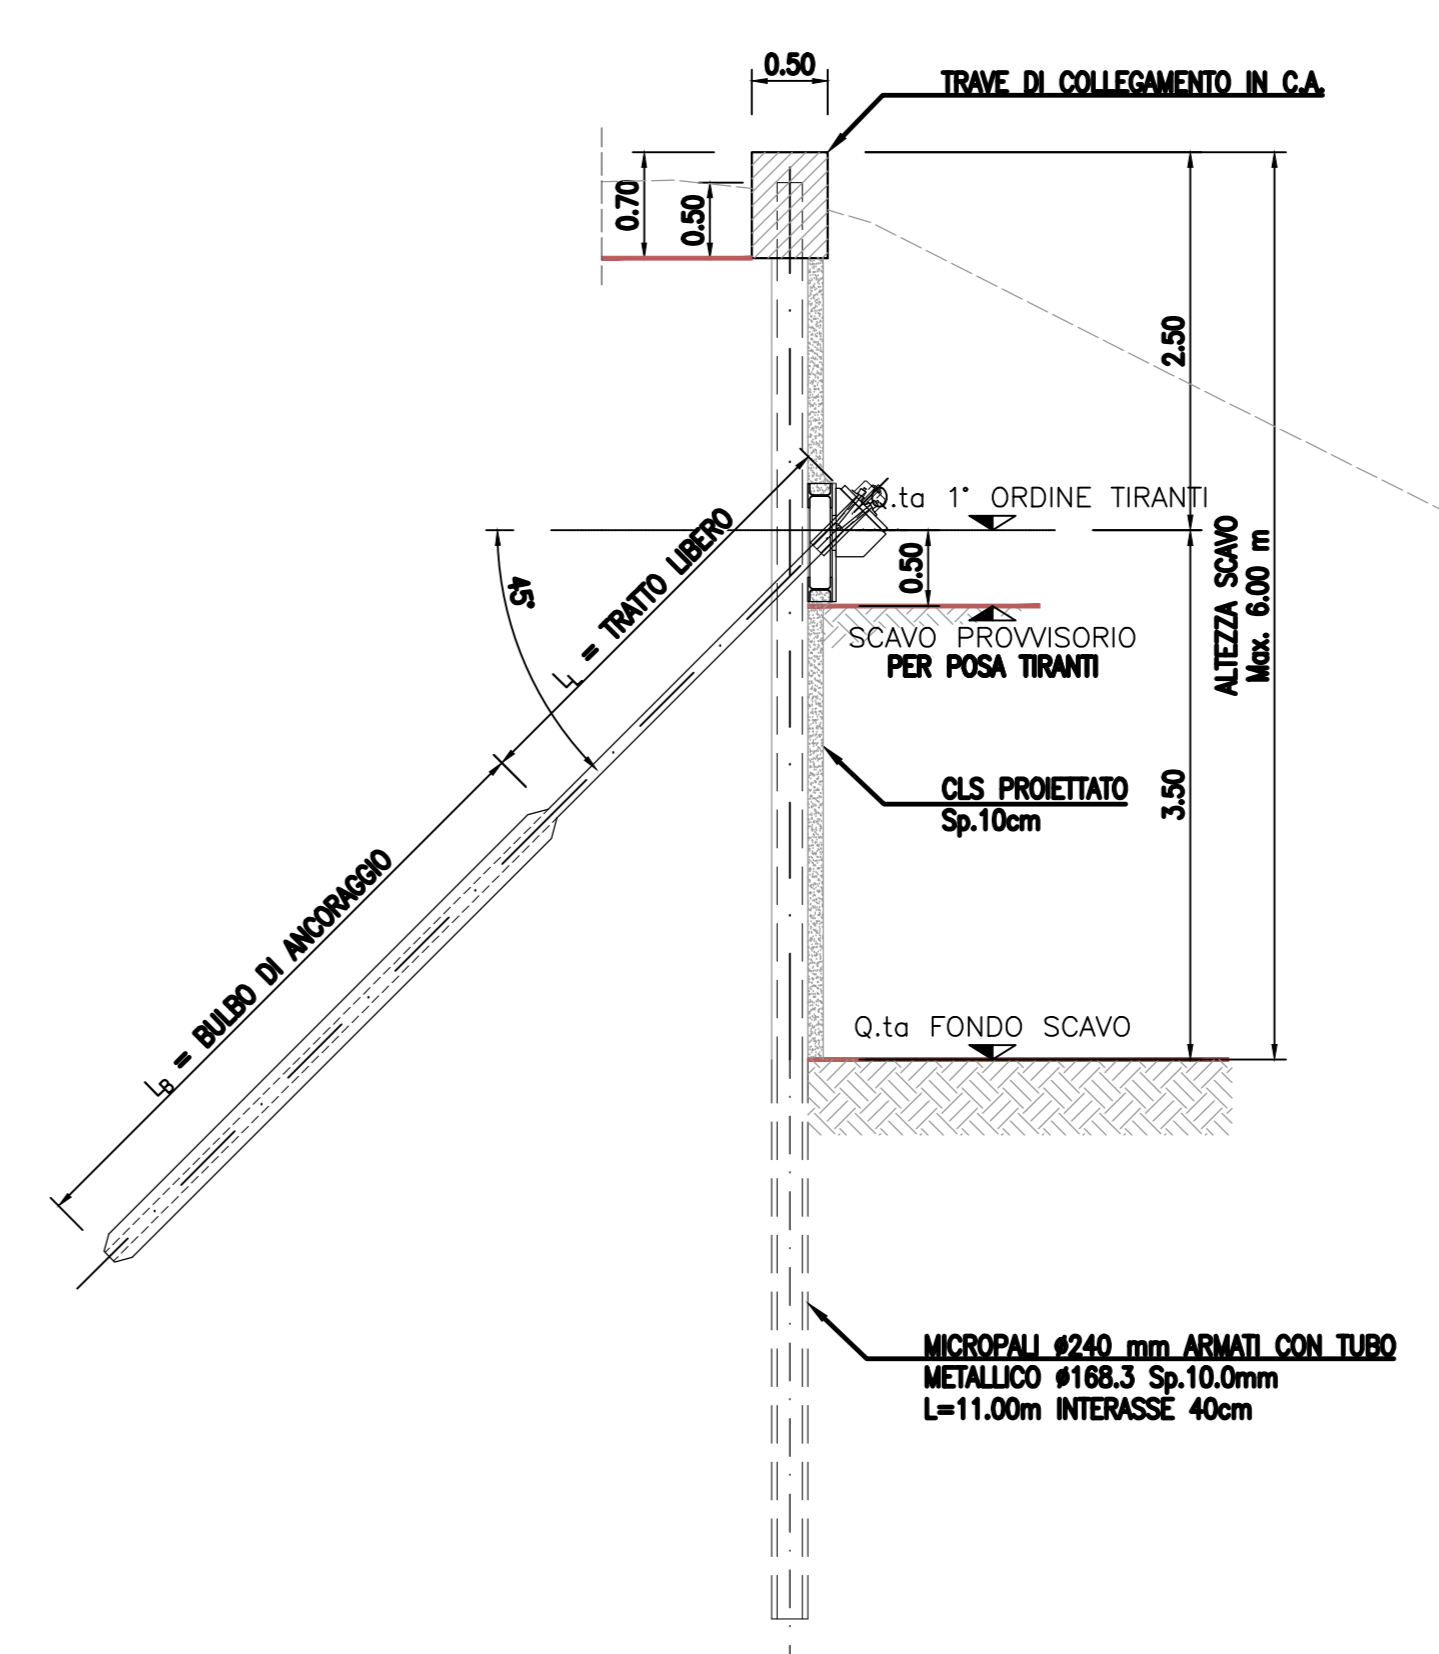 0.50
TRAVE DI COLLEGAMENTO IN C.A.
0.70
0.50
2.50
Q.ta 1° ORDINE TIRANTI
ALTEZZA SCAVO
Max. 6.00 m
0.50
45°
LL = TRATTO LIBERO
SCAVO PROVVISORIO
PER POSA TIRANTI
CLS PROIETTATO
Sp.10cm
3.50
LB = BULBO DI ANCORAGGIO
Q.ta FONDO SCAVO
MICROPALI ø240 mm ARMATI CON TUBO
METALLICO ø168.3 Sp.10.0mm
L=11.00m INTERASSE 40cm